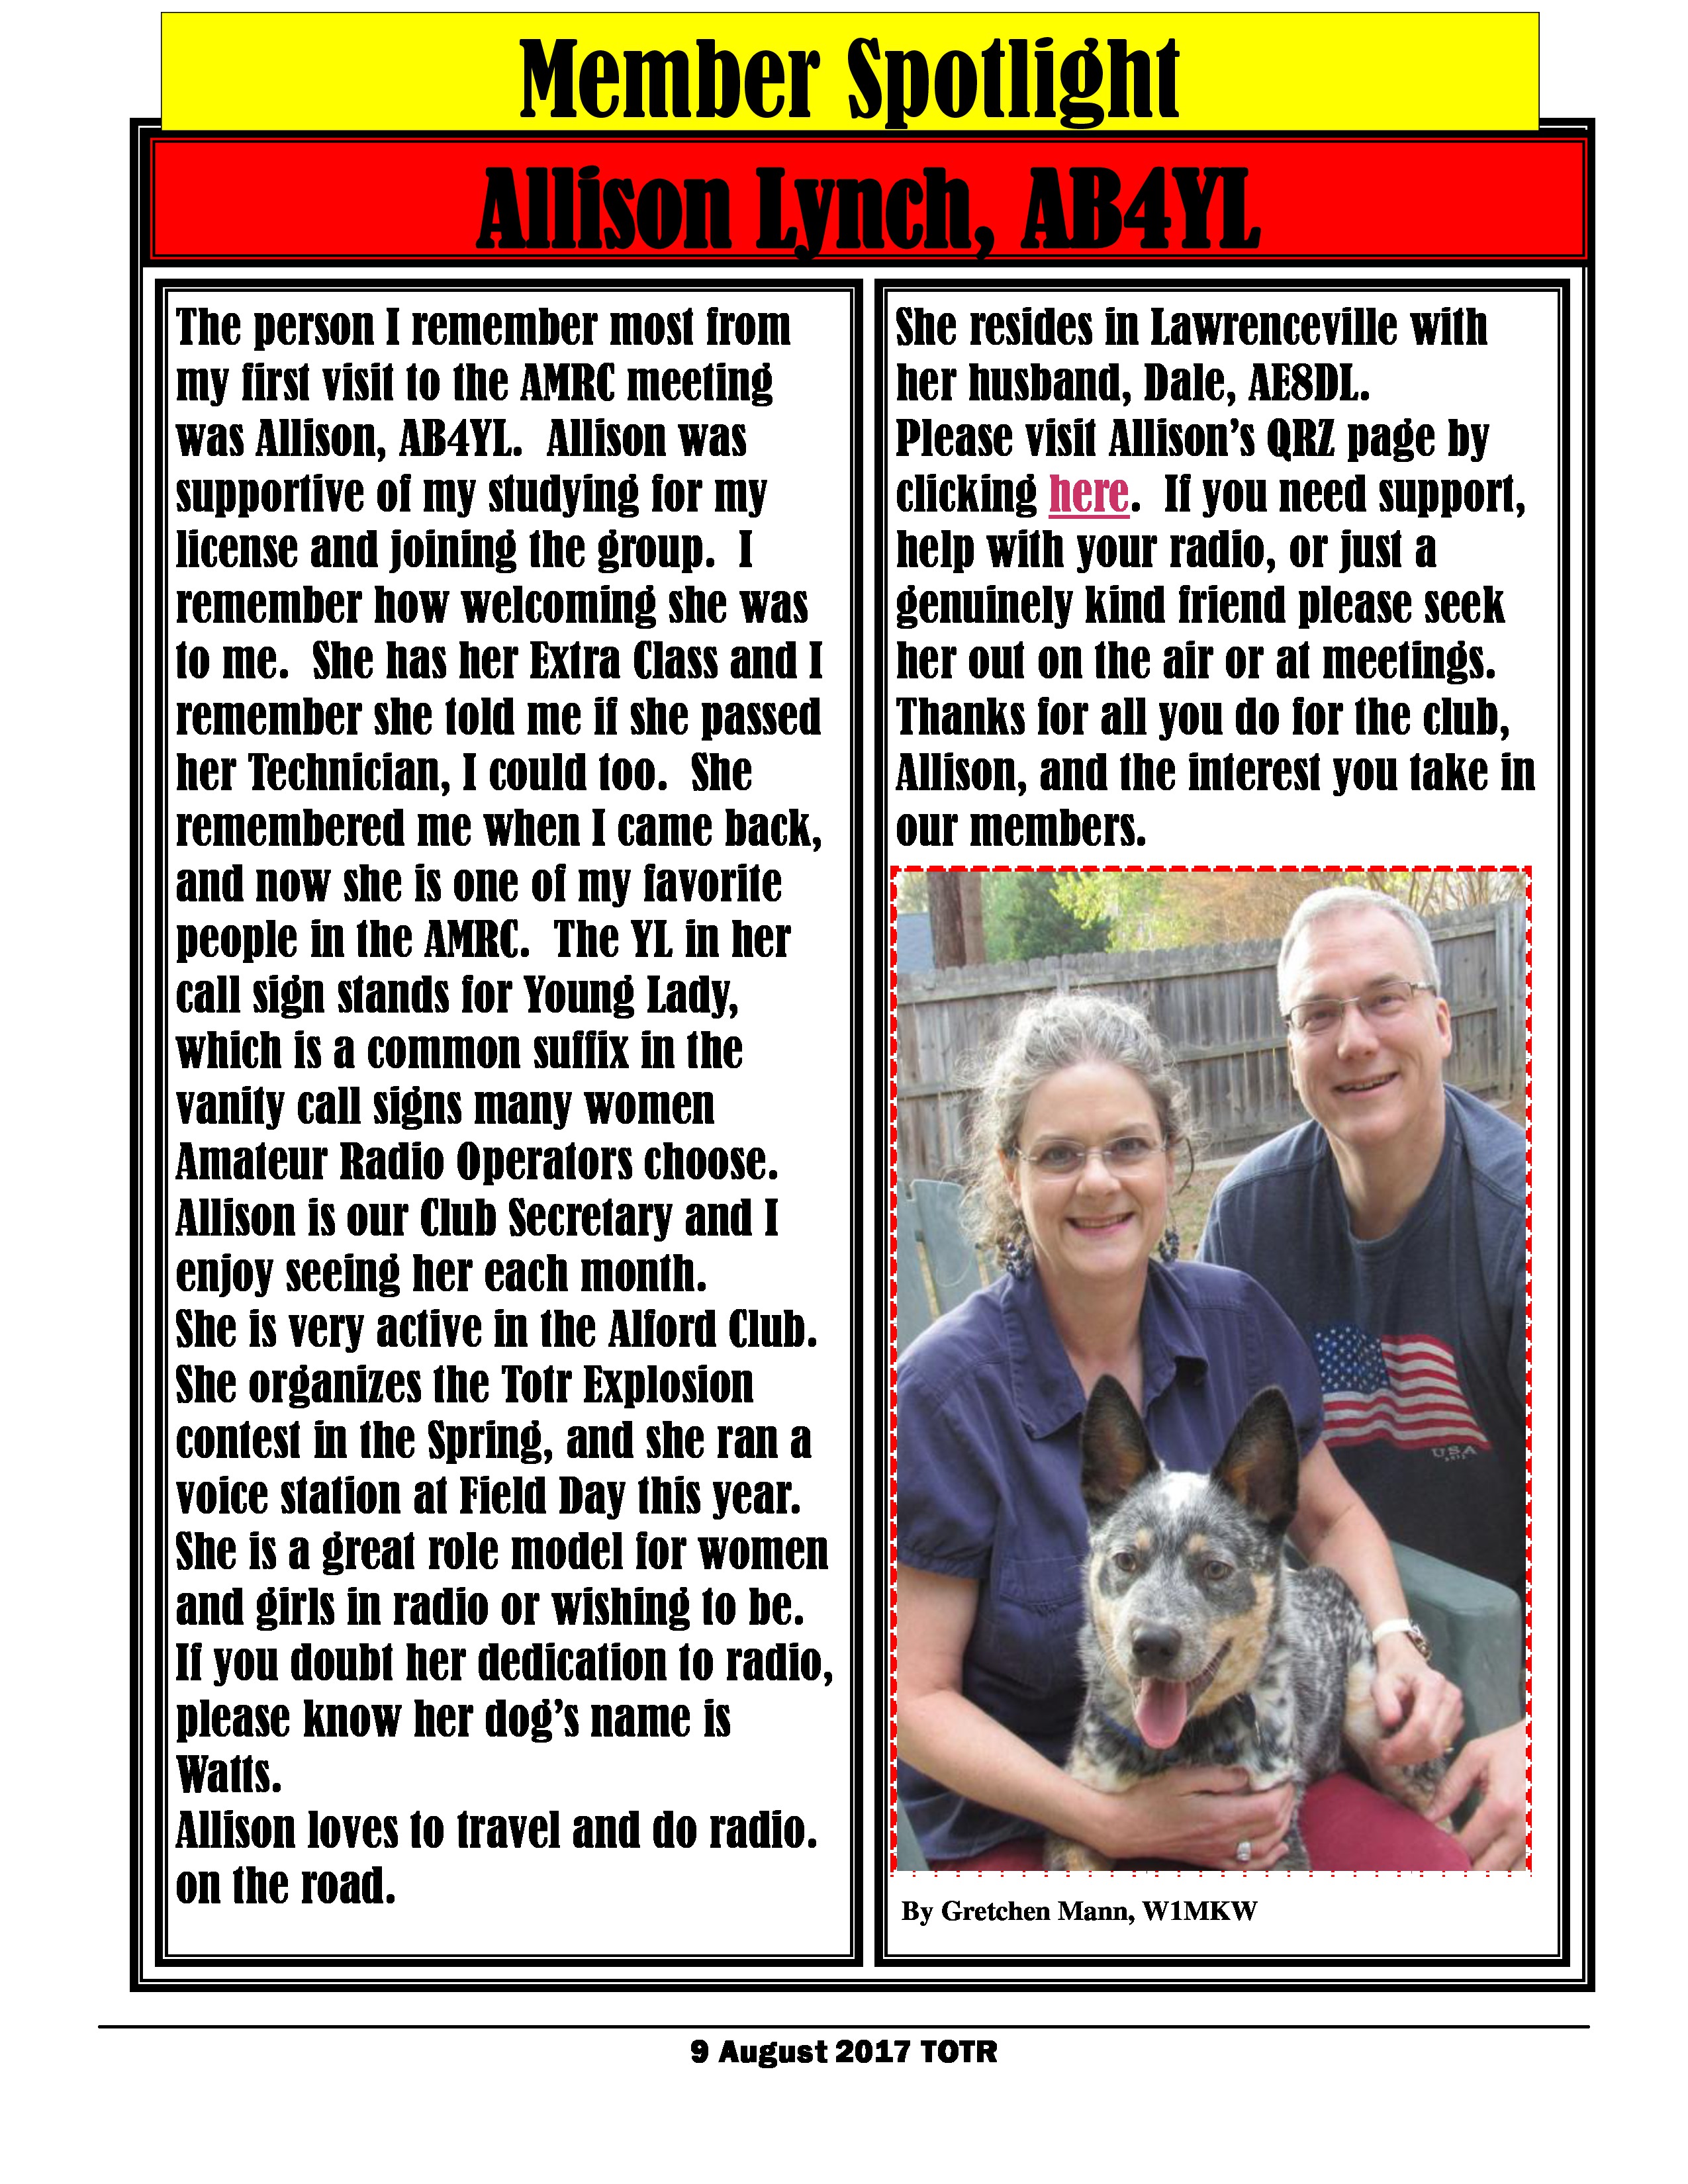 Member Spotlight
Allison Lynch, AB4YL
The person I remember most from
my first visit to the AMRC meeting
was Allison, AB4YL.  Allison was
supportive of my studying for my
license and joining the group.  I
remember how welcoming she was
to me.  She has her Extra Class and I
remember she told me if she passed
her Technician, I could too.  She
remembered me when I came back,
and now she is one of my favorite
people in the AMRC.  The YL in her
call sign stands for Young Lady,
which is a common suffix in the
vanity call signs many women
Amateur Radio Operators choose.
Allison is our Club Secretary and I
enjoy seeing her each month.
She is very active in the Alford Club.
She organizes the Totr Explosion
contest in the Spring, and she ran a
voice station at Field Day this year.
She is a great role model for women
and girls in radio or wishing to be.
If you doubt her dedication to radio,
please know her dog’s name is
Watts.
Allison loves to travel and do radio.
on the road.
She resides in Lawrenceville with
her husband, Dale, AE8DL.
Please visit Allison’s QRZ page by
clicking here.  If you need support,
help with your radio, or just a
genuinely kind friend please seek
her out on the air or at meetings.
Thanks for all you do for the club,
Allison, and the interest you take in
our members.
USA
By Gretchen Mann, W1MKW
9 August 2017 TOTR